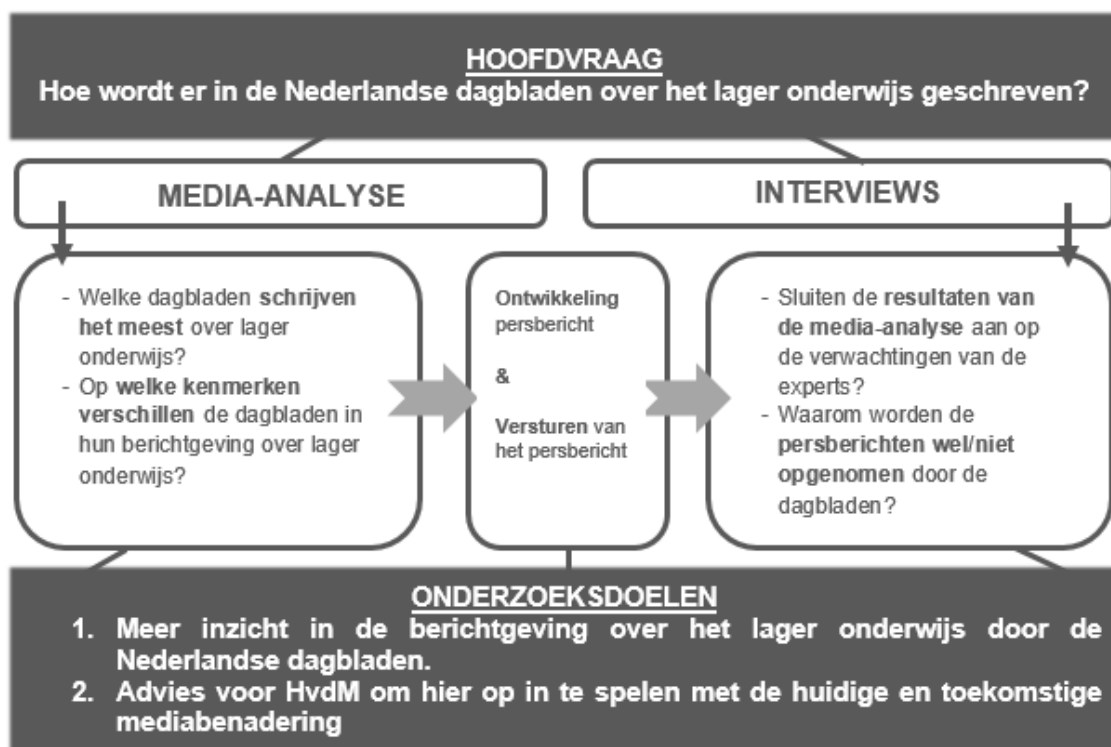 HOOFDVRAAG
Hoe wordt er in de Nederlandse dagbladen over het lager onderwijs geschreven?
MEDIA-ANALYSE
INTERVIEWS
- Welke dagbladen schrijven
het meest over lager
onderwijs?
- Op welke kenmerken
verschillen de dagbladen in
hun berichtgeving over lager
onderwijs?
Ontwikkeling
persbericht
&
Versturen van
het persbericht
- Sluiten de resultaten van
de media-analyse aan op
de verwachtingen van de
experts?
- Waarom worden de
persberichten wel/niet
opgenomen door de
dagbladen?
ONDERZOEKSDOELEN
1. Meer inzicht in de berichtgeving over het lager onderwijs door de
Nederlandse dagbladen.
2. Advies voor HvdM om hier op in te spelen met de huidige en toekomstige
mediabenadering